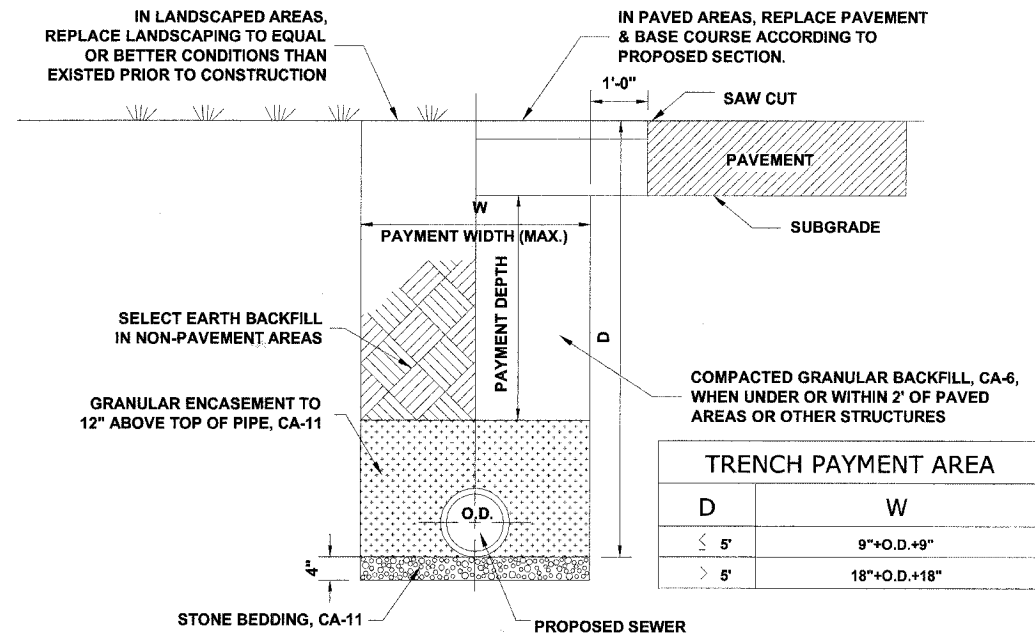 IN LANDSCAPED AREAS,
REPLACE LANDSCAPING TO EQUAL
OR BETTER CONDITIONS THAN
EXISTED PRIOR TO CONSTRUCTION
IN PAVED AREAS, REPLACE PAVEMENT
& BASE COURSE ACCORDING TO
PROPOSED SECTION.
1'-0"
SAW CUT
PAVEMENT
SUBGRADE
W
PAYMENT WIDTH (MAX.)
PAYMENT DEPTH
D
SELECT EARTH BACKFILL
IN NON-PAVEMENT AREAS
GRANULAR ENCASEMENT TO
12" ABOVE TOP OF PIPE, CA-11
COMPACTED GRANULAR BACKFILL, CA-6,
WHEN UNDER OR WITHIN 2' OF PAVED
AREAS OR OTHER STRUCTURES
O.D.
4"
STONE BEDDING, CA-11
PROPOSED SEWER
TRENCH PAYMENT AREA
D W
≤ 5' 9"+O.D.+9"
> 5' 18"+O.D.+18"